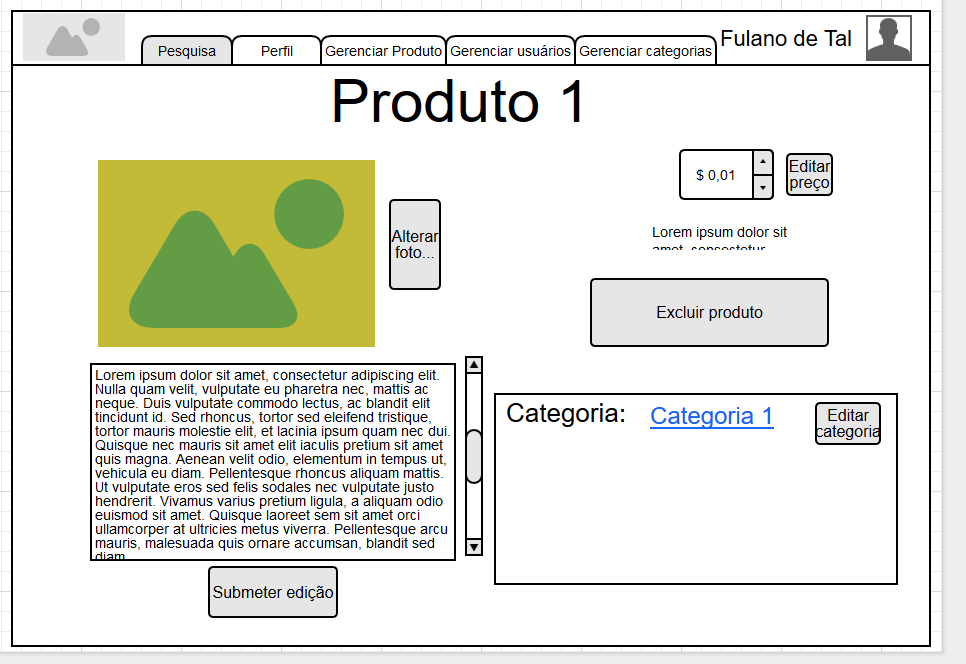 Pesquisa
Perfil
Gerenciar Produto
Gerenciar usuários
Gerenciar categorias
Fulano de Tal
Produto 1
$ 0,01
Editar
preço
Alterar
foto...
Lorem ipsum dolor sit
amet, consectetur
Excluir produto
Lorem ipsum dolor sit amet, consectetur adipiscing elit.
Nulla quam velit, vulputate eu pharetra nec, mattis ac
neque. Duis vulputate commodo lectus, ac blandit elit
tincidunt id. Sed rhoncus, tortor sed eleifend tristique,
tortor mauris molestie elit, et lacinia ipsum quam nec dui.
Quisque nec mauris sit amet elit iaculis pretium sit amet
quis magna. Aenean velit odio, elementum in tempus ut,
vehicula eu diam. Pellentesque rhoncus aliquam mattis.
Ut vulputate eros sed felis sodales nec vulputate justo
hendrerit. Vivamus varius pretium ligula, a aliquam odio
euismod sit amet. Quisque laoreet sem sit amet orci
ullamcorper at ultricies metus viverra. Pellentesque arcu
mauris, malesuada quis ornare accumsan, blandit sed
diam
Submeter edição
Categoria:
Categoria 1
Editar
categoria